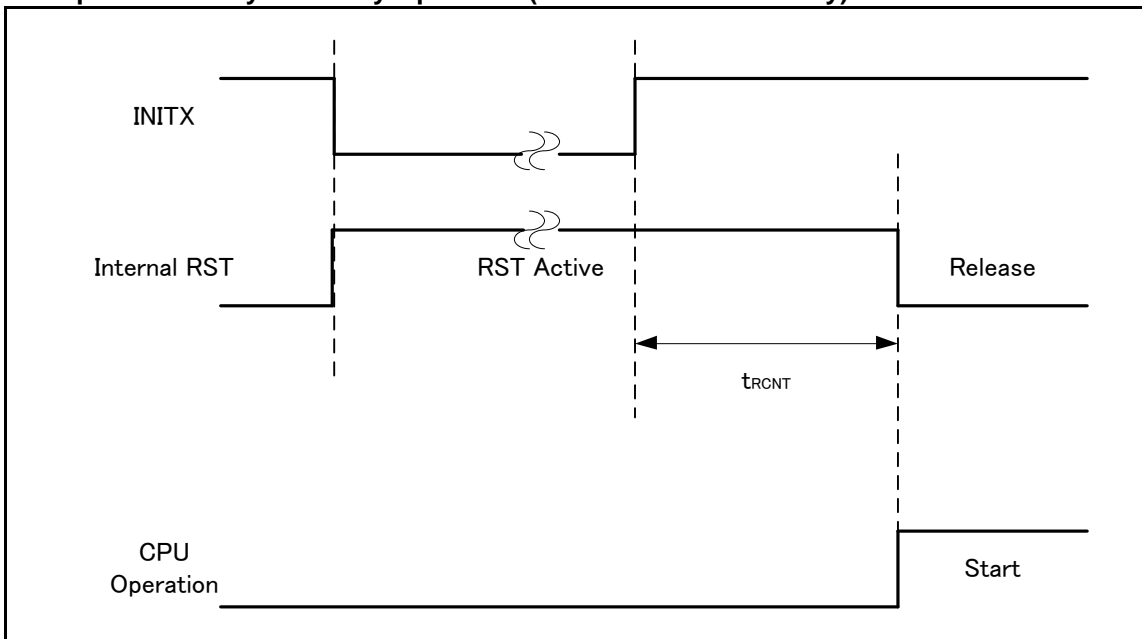 INITX
Internal RST
RST Active
Release
tRCNT
CPU
Operation
Start